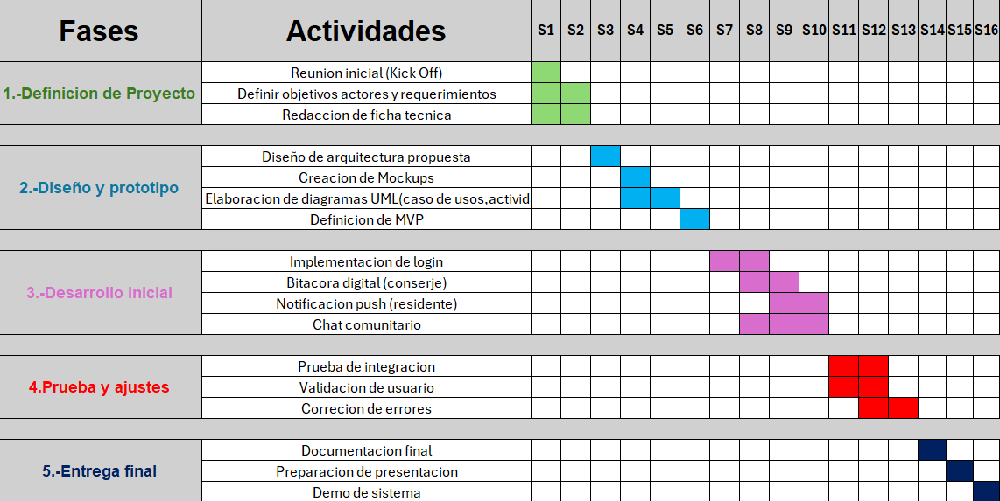 Fases Actividades S1 S2 S3 S4 S5 S6 S7 S8 S9 S10 S11 S12 S13 S14 S15 S16
1.-Definicion de Proyecto
Reunion inicial (Kick Off)
Definir objetivos actores y requerimientos
Redaccion de ficha tecnica
2.-Diseño y prototipo
Diseño de arquitectura propuesta
Creacion de Mockups
Elaboracion de diagramas UML(caso de usos,activid
Definicion de MVP
3.-Desarrollo inicial
Implementacion de login
Bitacora digital (conserje)
Notificacion push (residente)
Chat comunitario
4.Prueba y ajustes
Prueba de integracion
Validacion de usuario
Correcion de errores
5.-Entrega final
Documentacion final
Preparacion de presentacion
Demo de sistema